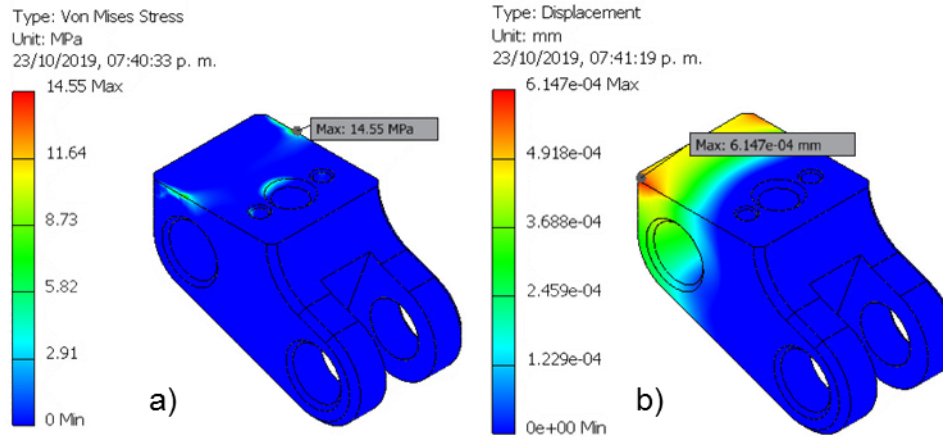 Type: Von Mises Stress
Unit: MPa
23/10/2019, 07:40:33 p. m.
14.55 Max
11.64
8.73
5.82
2.91
0 Min
Max: 14.55 MPa
a)
Type: Displacement
Unit: mm
23/10/2019, 07:41:19 p. m.
6.147e-04 Max
4.918e-04
3.688e-04
2.459e-04
1.229e-04
0e+00 Min
Max: 6.147e-04 mm
b)